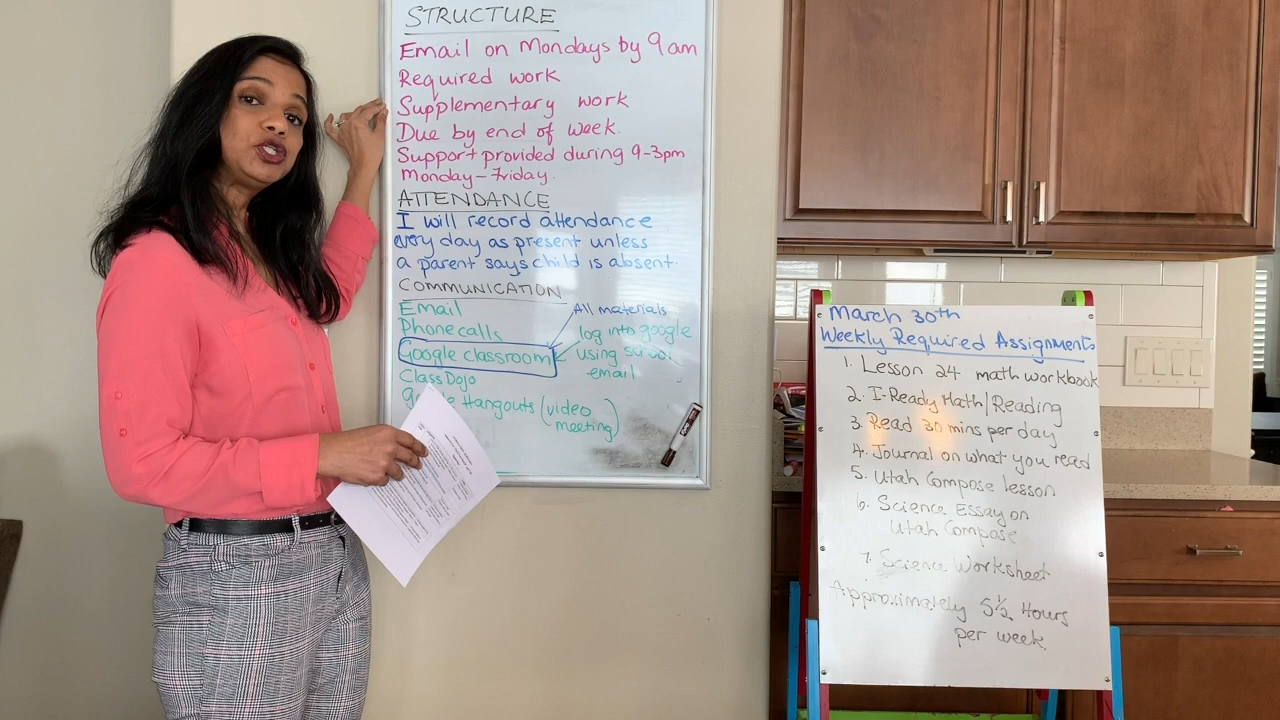 STRUCTURE
Email on Mondays by 9am
Required work
Supplementary work
Due by end of week.
Support provided during 9-3pm
Monday-Friday.
ATTENDANCE
I will record attendance
every day as present unless
a parent says child is absent.
COMMUNICATION
Email
Phone calls
Google classroom
Class Dojo
Hangouts (video
meeting)
All materials
log into google
using school
email
March 30th
Weekly Required Assignments
1. Lesson 24 math workbook
2. I-Ready Math/Reading
3. Read 30 mins per day
4. Journal on what you read
5. Utah Compose lesson
6. Science Essay on
Utah Compose
7. Science Worksheet
Approximately 5½ Hours
per week.